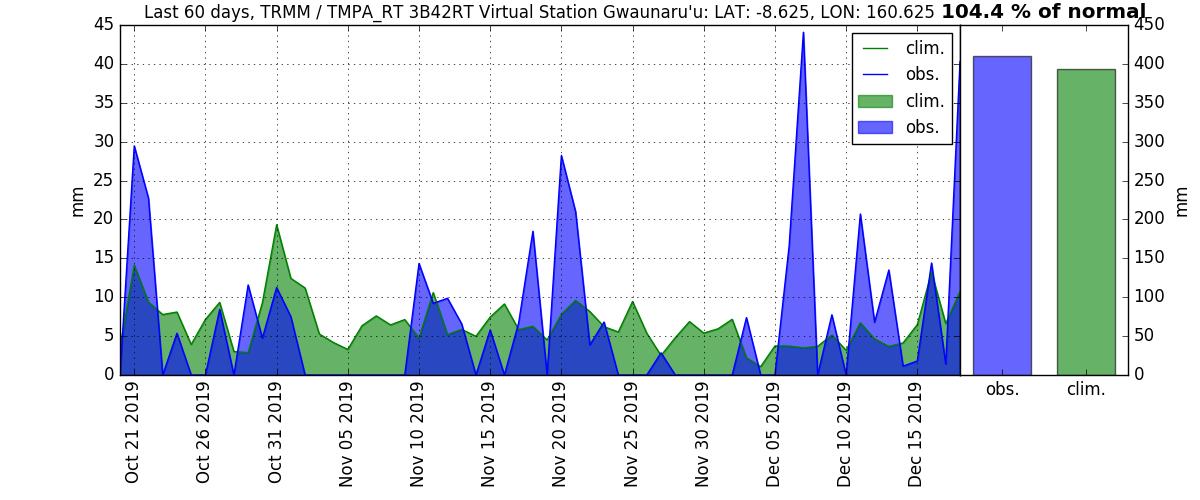 Last 60 days, TRMM / TMPA_RT 3B42RT Virtual Station Gwaunaru'u: LAT: -8.625, LON: 160.625 104.4 % of normal
45
40
35
30
25
20
15
10
5
0
mm
clim.
obs.
clim.
obs.
450
400
350
300
250
200
150
100
50
0
mm
Oct 21 2019
Oct 26 2019
Oct 31 2019
Nov 05 2019
Nov 10 2019
Nov 15 2019
Nov 20 2019
Nov 25 2019
Nov 30 2019
Dec 05 2019
Dec 10 2019
Dec 15 2019
obs. clim.